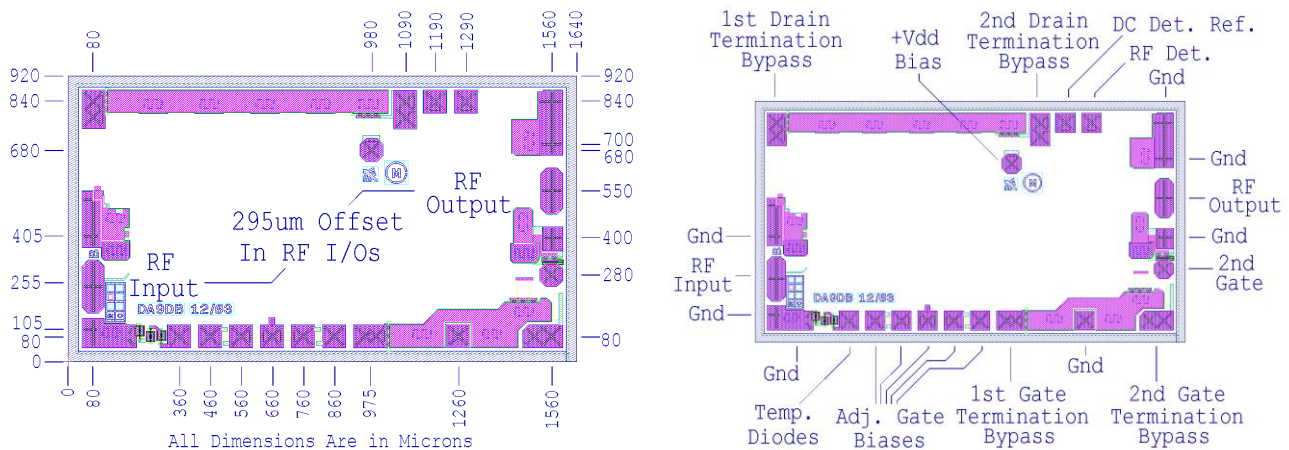 80
980
1090
1190
1290
1560
1640
920
840
680
405
255
105
80
0
920
840
700
680
550
400
280
80
M
RF
Output
295um Offset
In RF I/Os
RF
Input
DA9DB 12/03
0
80
360
460
560
660
760
860
975
1260
1560
All Dimensions Are in Microns
1st Drain
Termination
Bypass
+Vdd
Bias
2nd Drain
Termination
Bypass
DC Det. Ref.
RF Det.
Gnd
Gnd
RF
Output
Gnd
2nd
Gate
Gnd
RF
Input
Gnd
M
DA9DB 12/03
Gnd
Temp.
Diodes
Adj. Gate
Biases
1st Gate
Termination
Bypass
Gnd
2nd Gate
Termination
Bypass